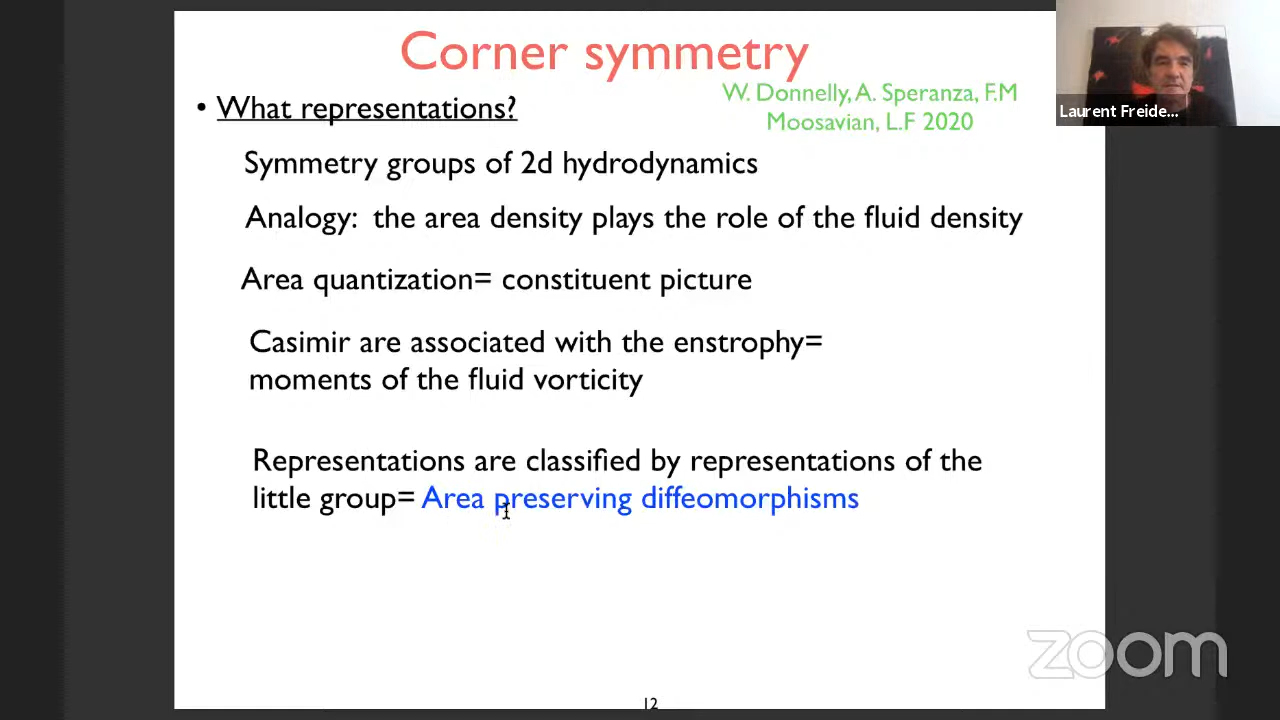 Corner symmetry
• What representations?
W. Donnelly, A. Speranza, F.M
Moosavian, L.F 2020
Laurent Freide...
Symmetry groups of 2d hydrodynamics
Analogy: the area density plays the role of the fluid density
Area quantization= constituent picture
Casimir are associated with the enstrophy=
moments of the fluid vorticity
Representations are classified by representations of the
little group= Area preserving diffeomorphisms
zoom
12